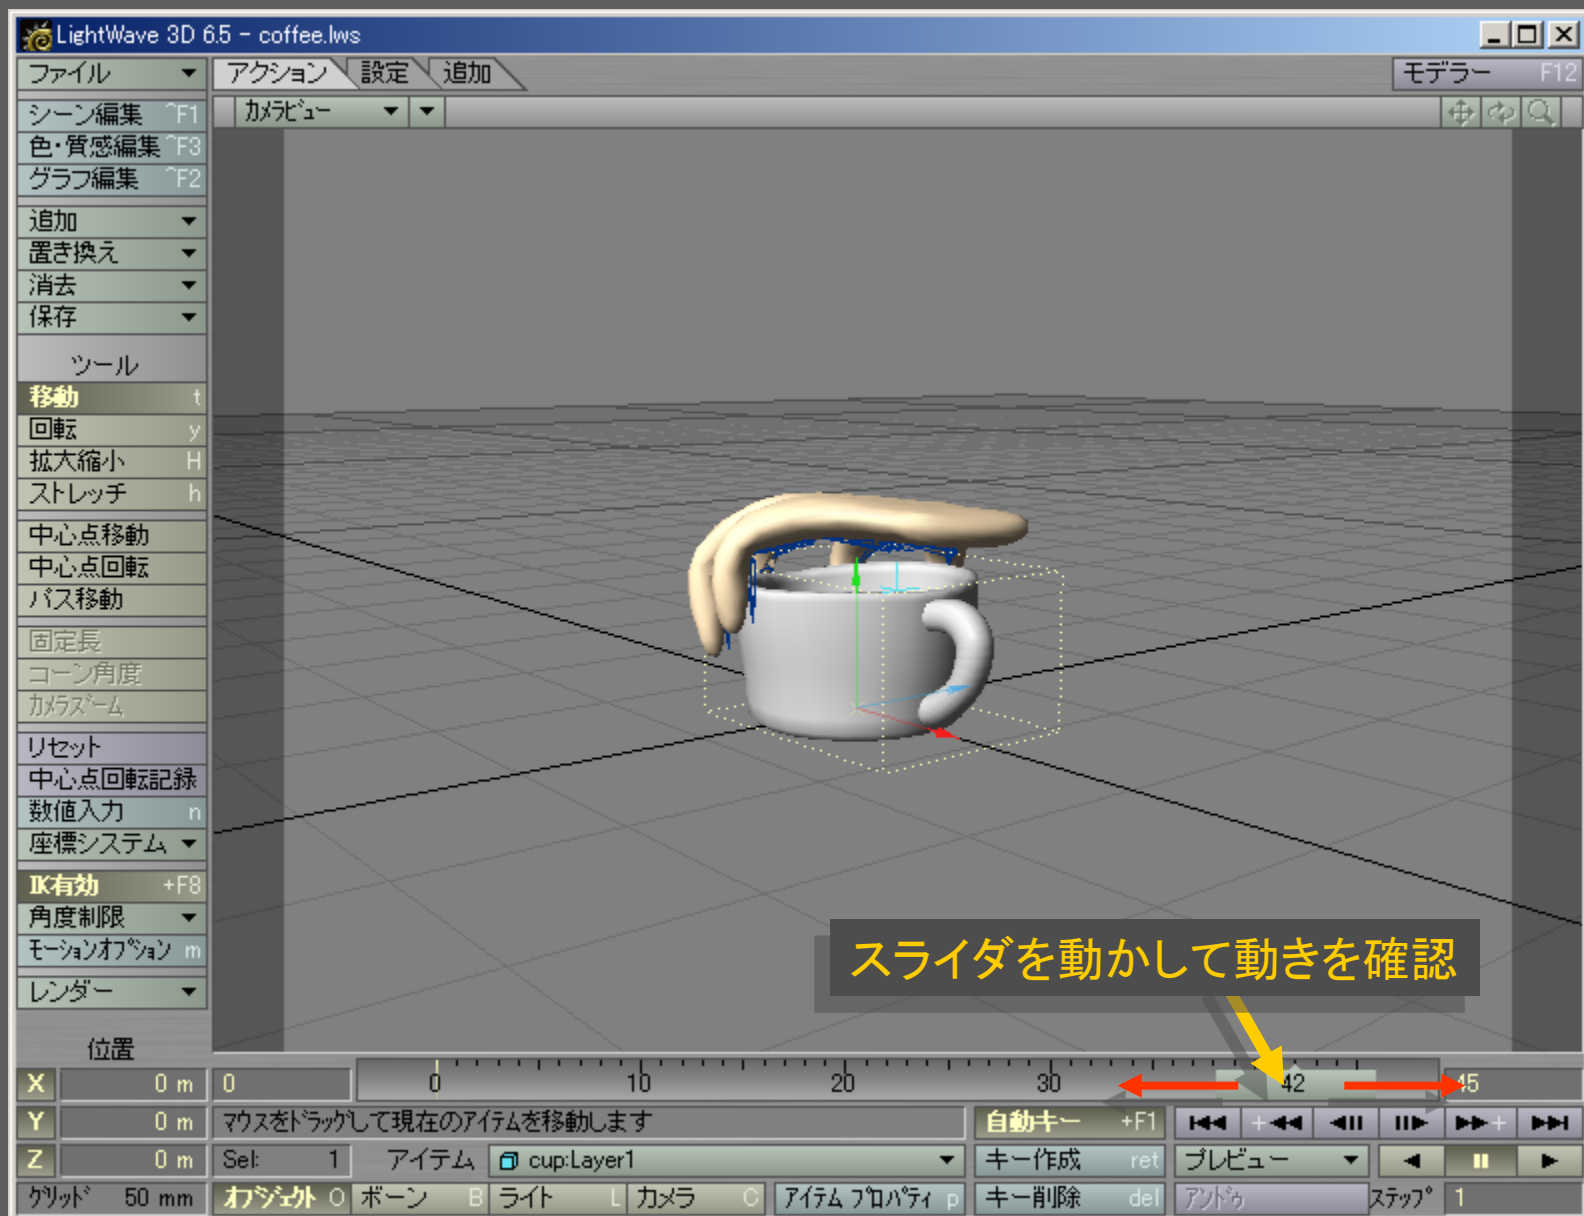 LightWave 3D 6.5 - coffee.lws
ファイル
アクション 設定 追加
モデラー F12
シーン編集 ^F1
カメラビュー
色・質感編集 ^F3
グラフ編集 ^F2
追加
置き換え
消去
保存
ツール
移動 t
回転 y
拡大縮小 H
ストレッチ h
中心点移動
中心点回転
パス移動
固定長
コーン角度
カメラズーム
リセット
中心点回転記録
数値入力 n
座標システム
IK有効 +F8
角度制限
モーションオプション m
レンダー
スライダを動かして動きを確認
位置
X 0 m 0 0 10 20 30 42 45
Y 0 m マウスをドラッグして現在のアイテムを移動します 自動キー +F1
Z 0 m Sel: 1 アイテム cup:Layer1 キー作成 ret プレビュー
グリッド 50 mm オブジェクト O ボーン B ライト L カメラ C アイテム プロパティ p キー削除 del アンドゥ ステップ 1